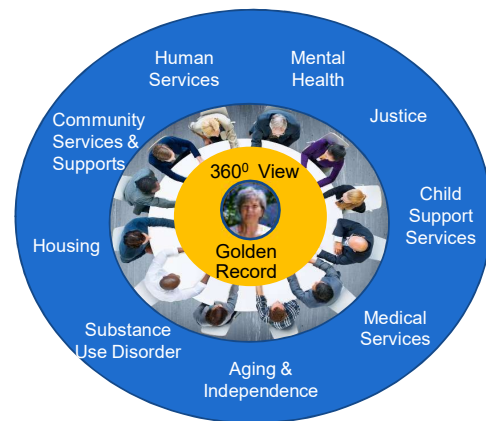 Human
Services
Mental
Health
Justice
Child
Support
Services
Medical
Services
Aging &
Independence
Substance
Use Disorder
Housing
Community
Services &
Supports
360⁰ View
Golden
Record